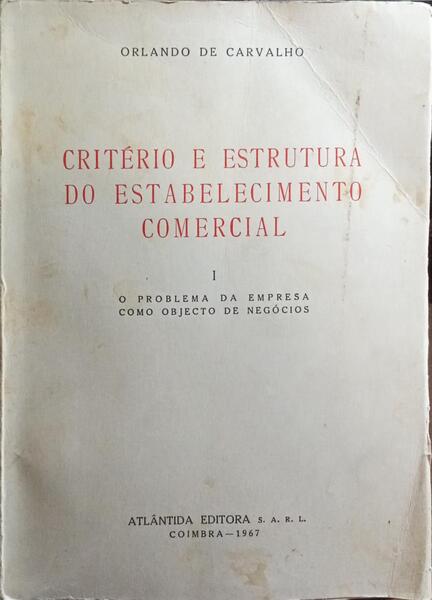 ORLANDO DE CARVALHO
CRITÉRIO E ESTRUTURA
DO ESTABELECIMENTO
COMERCIAL
I
O PROBLEMA DA EMPRESA
COMO OBJECTO DE NEGÓCIOS
ATLÂNTIDA EDITORA S. A. R. L.
COIMBRA—1967